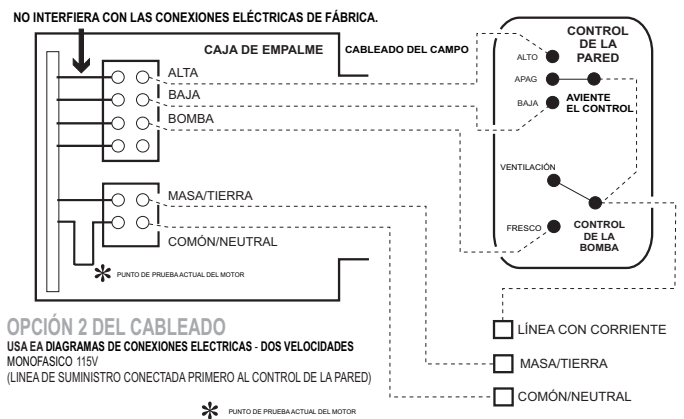 NO INTERFIERA CON LAS CONEXIONES ELÉCTRICAS DE FÁBRICA.
CAJA DE EMPALME
CABLEADO DEL CAMPO
CONTROL
DE LA
PARED
ALTO
APAG
BAJA
AVIENTE
EL CONTROL
ALTA
BAJA
BOMBA
VENTILACIÓN
MASA/TIERRA
FRESCO
CONTROL
DE LA
BOMBA
COMÓN/NEUTRAL
* PUNTO DE PRUEBA ACTUAL DEL MOTOR
OPCIÓN 2 DEL CABLEADO
USA EA DIAGRAMAS DE CONEXIONES ELECTRICAS - DOS VELOCIDADES
MONOFASICO 115V
(LINEA DE SUMINISTRO CONECTADA PRIMERO AL CONTROL DE LA PARED)
LÍNEA CON CORRIENTE
MASA/TIERRA
COMÓN/NEUTRAL
* PUNTO DE PRUEBA ACTUAL DEL MOTOR